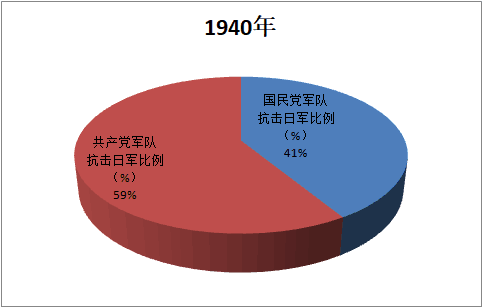 1940年
国民党军队
抗击日军比例
（%）
41%
共产党军队
抗击日军比例
（%）
59%